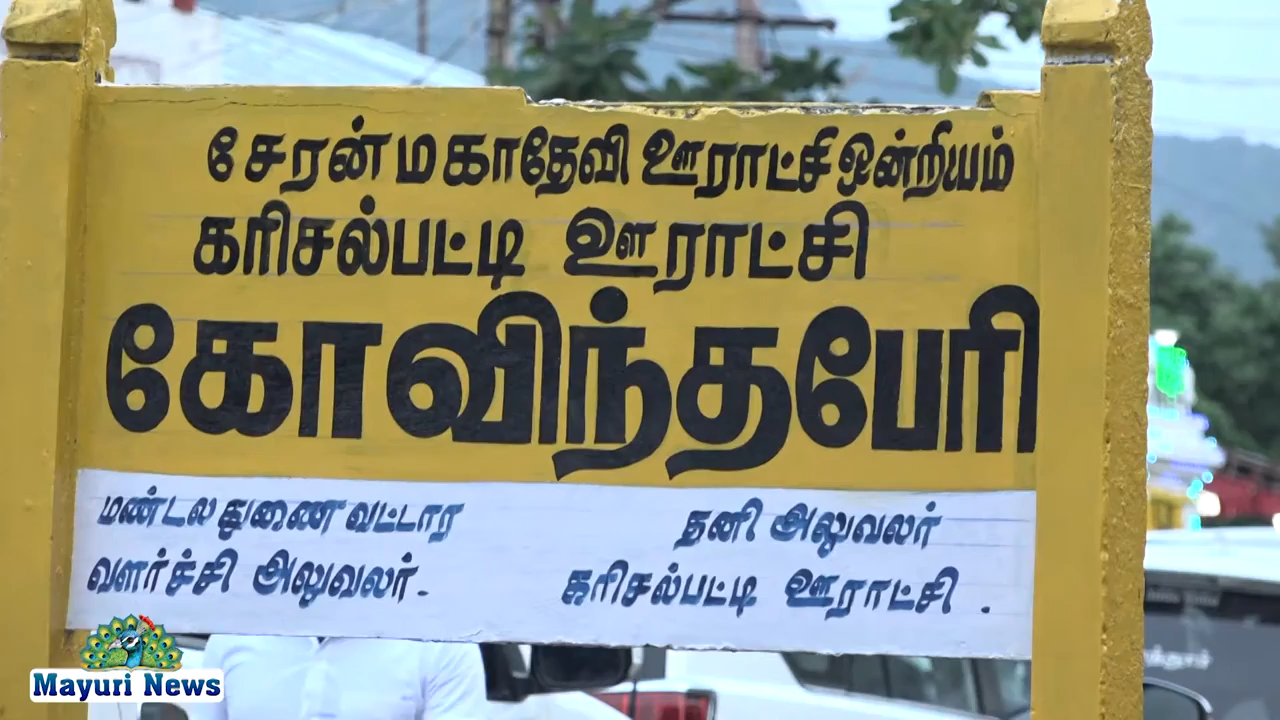 சேரன்மகாதேவி ஊராட்சி ஒன்றியம்
கரிசல்பட்டி ஊராட்சி
கோவிந்தபேரி
மண்டல துணை வட்டார
வளர்ச்சி அலுவலர்.
தனி அலுவலர்
கரிசல்பட்டி ஊராட்சி .
Mayuri News